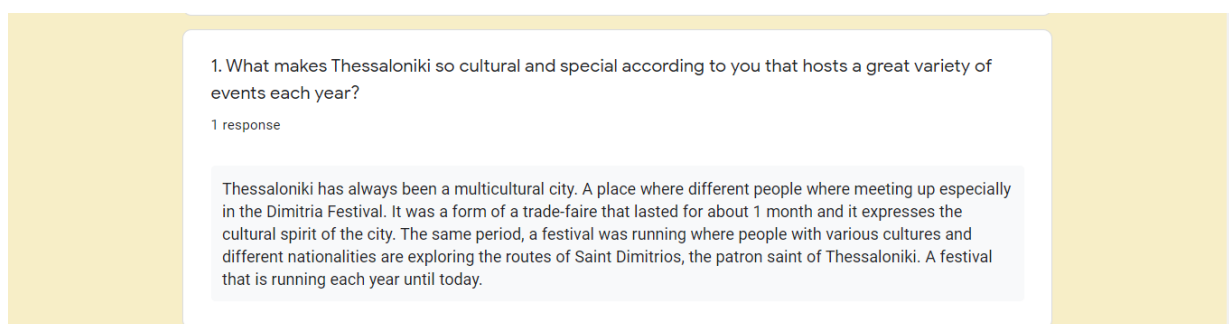 1. What makes Thessaloniki so cultural and special according to you that hosts a great variety of
events each year?
1 response
Thessaloniki has always been a multicultural city. A place where different people where meeting up especially
in the Dimitria Festival. It was a form of a trade-faire that lasted for about 1 month and it expresses the
cultural spirit of the city. The same period, a festival was running where people with various cultures and
different nationalities are exploring the routes of Saint Dimitrios, the patron saint of Thessaloniki. A festival
that is running each year until today.